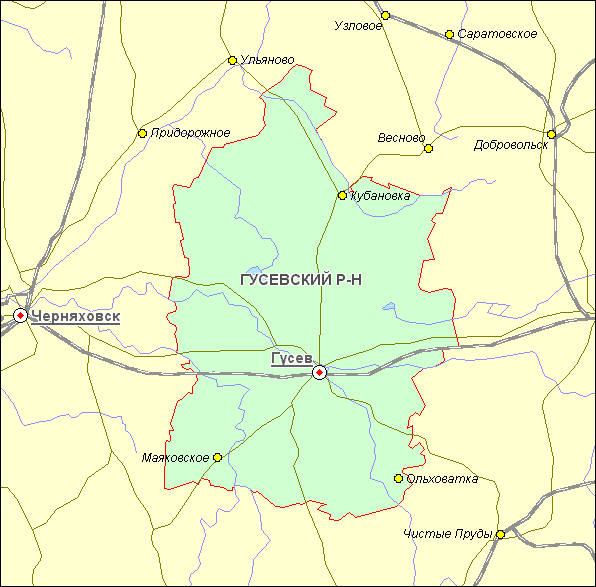 Узловое
Саратовское
Ульяново
Придорожное
Весново
Добровольск
Кубановка
ГУСЕВСКИЙ Р-Н
Черняховск
Гусев
Маяковское
Ольховатка
Чистые Пруды